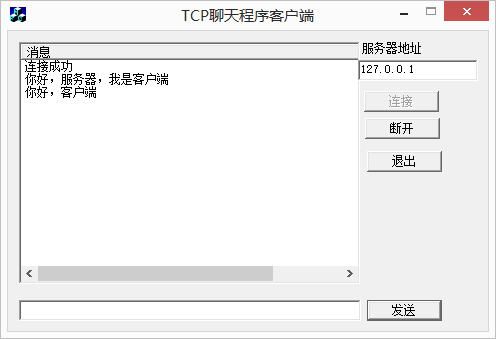 TCP聊天程序客户端
消息
连接成功
你好，服务器，我是客户端
你好，客户端
服务器地址
127.0.0.1
连接
断开
退出
发送